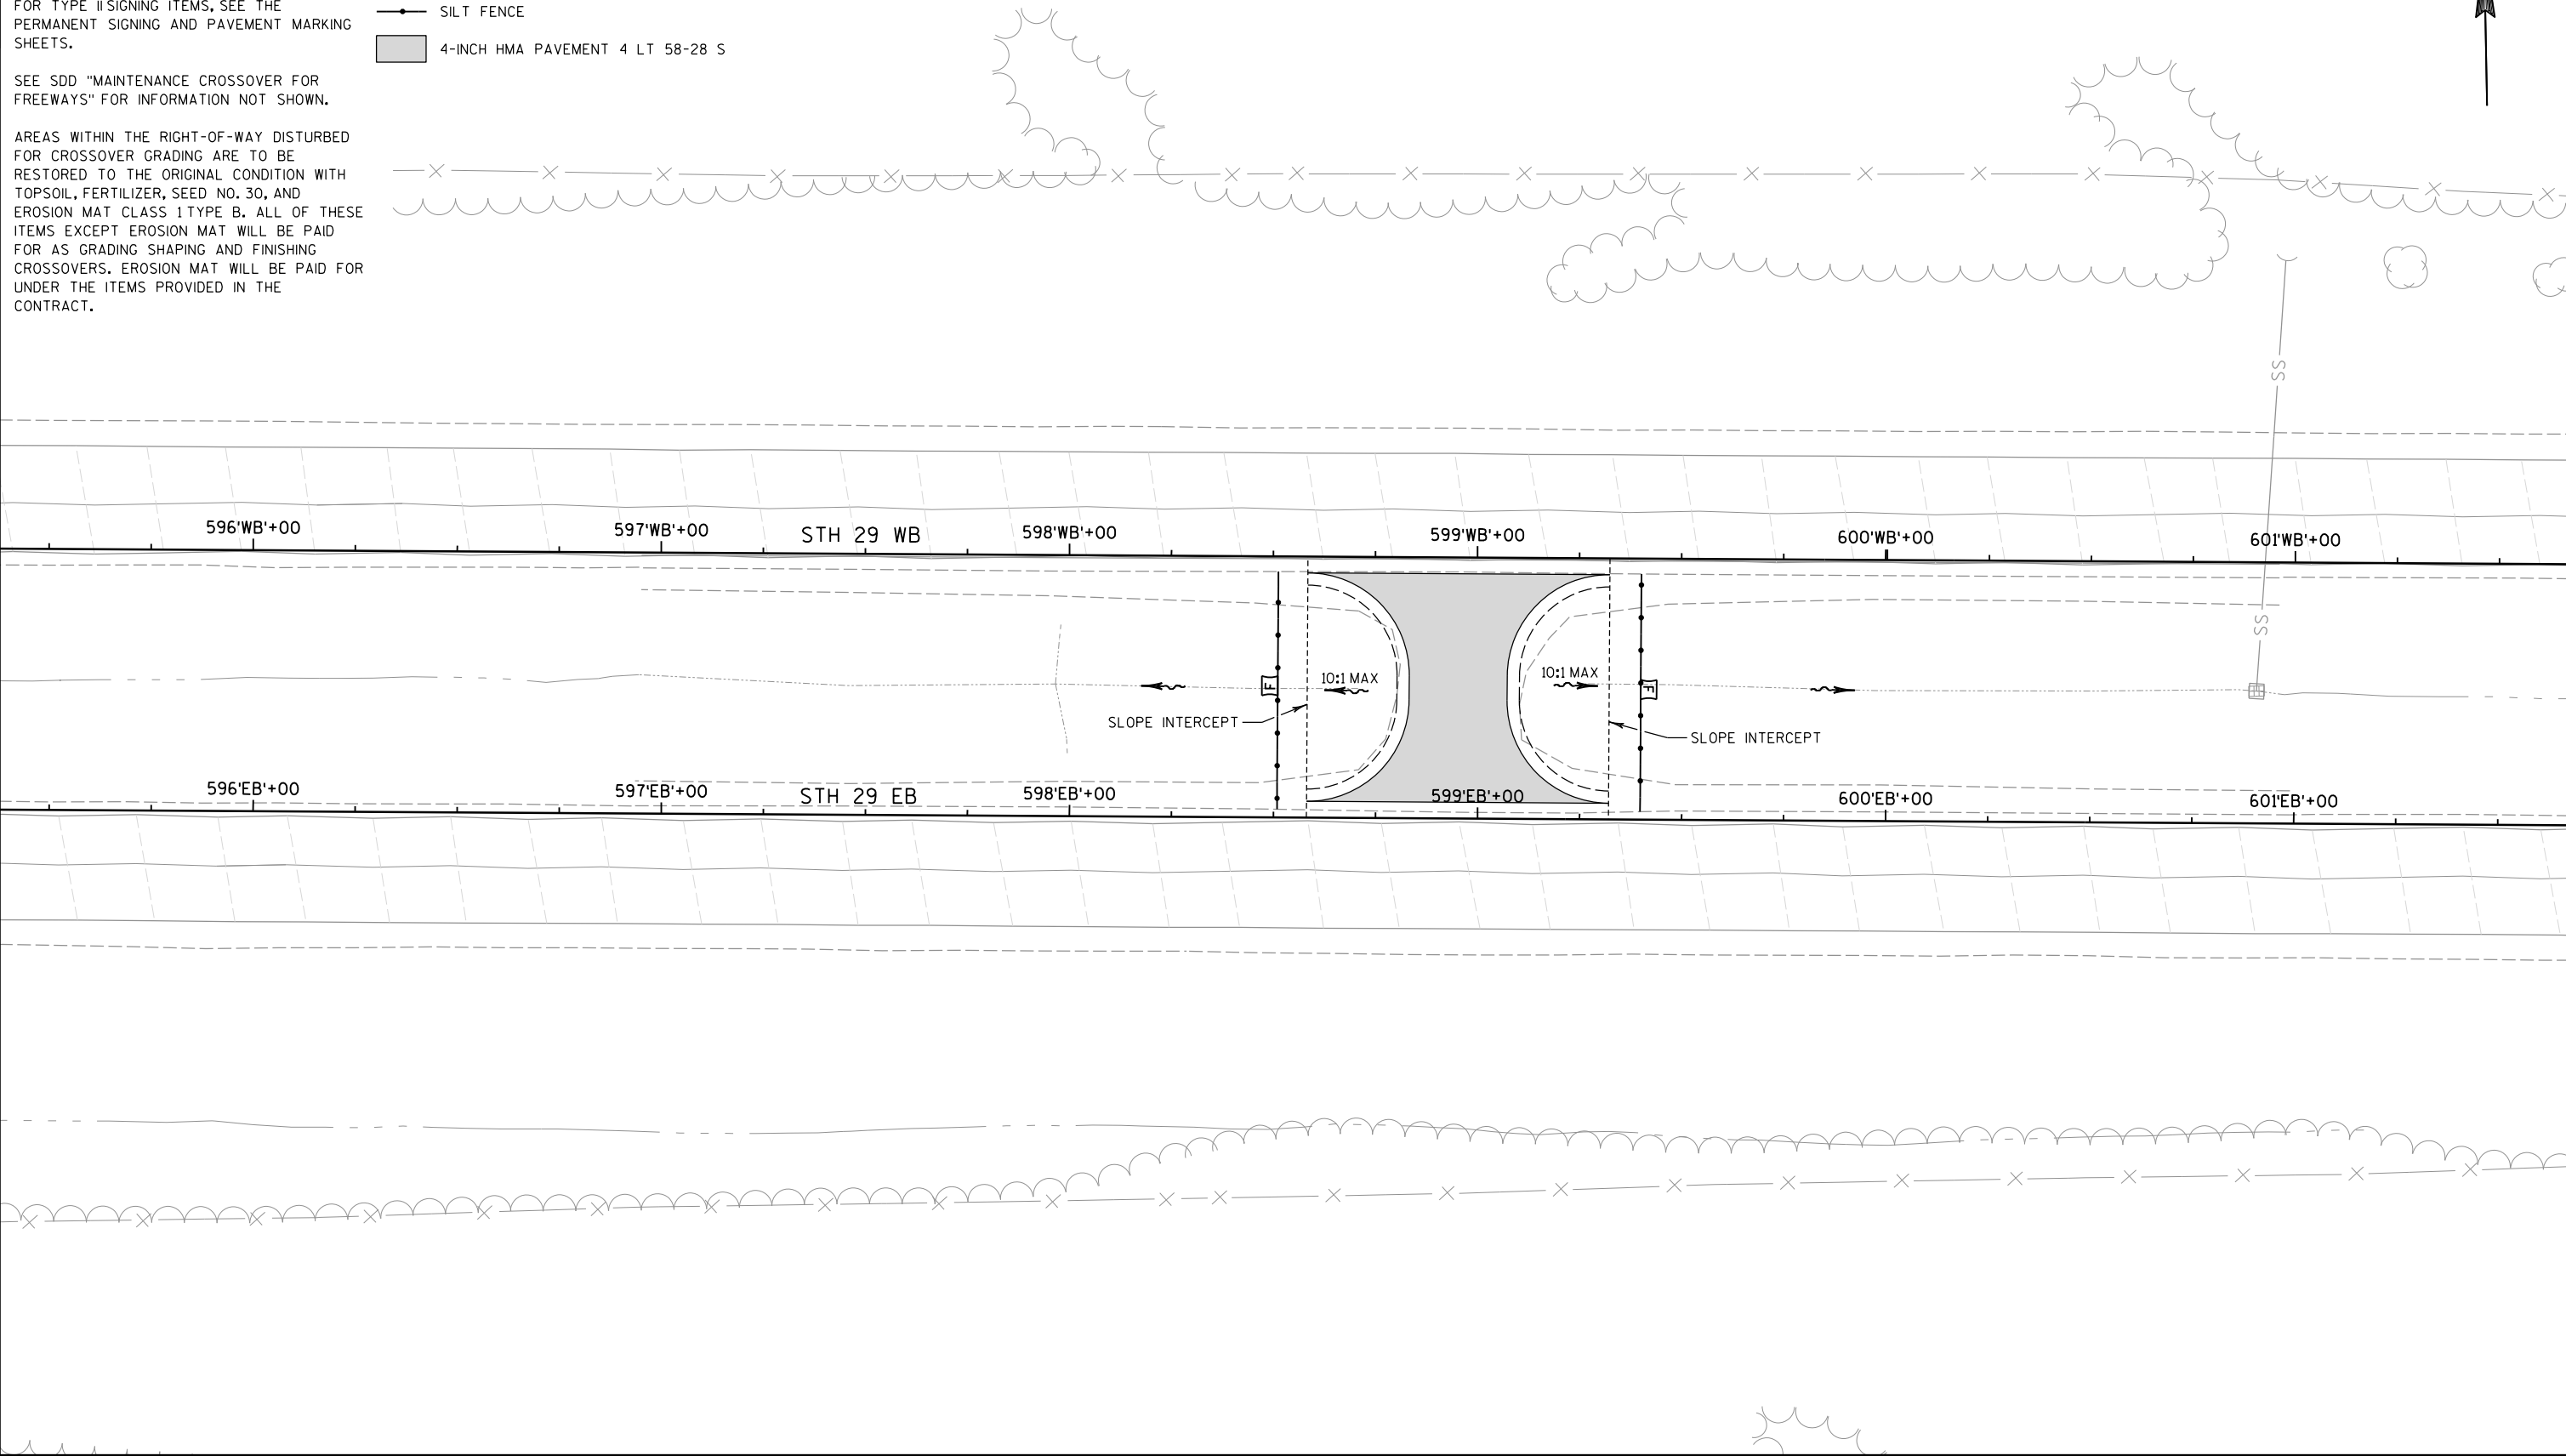 FOR TYPE II SIGNING ITEMS, SEE THE
PERMANENT SIGNING AND PAVEMENT MARKING
SHEETS.
SEE SDD "MAINTENANCE CROSSOVER FOR
FREEWAYS" FOR INFORMATION NOT SHOWN.
AREAS WITHIN THE RIGHT-OF-WAY DISTURBED
FOR CROSSOVER GRADING ARE TO BE
RESTORED TO THE ORIGINAL CONDITION WITH
TOPSOIL, FERTILIZER, SEED NO. 30, AND
EROSION MAT CLASS 1 TYPE B. ALL OF THESE
ITEMS EXCEPT EROSION MAT WILL BE PAID
FOR AS GRADING SHAPING AND FINISHING
CROSSOVERS. EROSION MAT WILL BE PAID FOR
UNDER THE ITEMS PROVIDED IN THE
CONTRACT.
SILT FENCE
4-INCH HMA PAVEMENT 4 LT 58-28 S
SS
596'WB'+00
597'WB'+00
STH 29 WB
598'WB'+00
599'WB'+00
600'WB'+00
601'WB'+00
SS
F
10:1 MAX
10:1 MAX
F
SLOPE INTERCEPT
SLOPE INTERCEPT
596'EB'+00
597'EB'+00
STH 29 EB
598'EB'+00
599'EB'+00
600'EB'+00
601'EB'+00